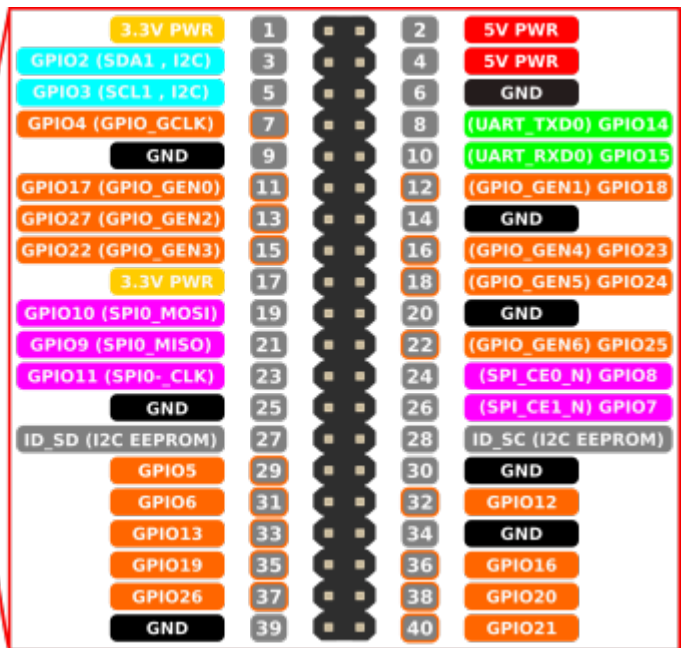 3.3V PWR 1 2 5V PWR
GPIO2 (SDA1 , I2C) 3 4 5V PWR
GPIO3 (SCL1 , I2C) 5 6 GND
GPIO4 (GPIO_GCLK) 7 8 (UART_TXD0) GPIO14
GND 9 10 (UART_RXD0) GPIO15
GPIO17 (GPIO_GEN0) 11 12 (GPIO_GEN1) GPIO18
GPIO27 (GPIO_GEN2) 13 14 GND
GPIO22 (GPIO_GEN3) 15 16 (GPIO_GEN4) GPIO23
3.3V PWR 17 18 (GPIO_GEN5) GPIO24
GPIO10 (SPI0_MOSI) 19 20 GND
GPIO9 (SPI0_MISO) 21 22 (GPIO_GEN6) GPIO25
GPIO11 (SPI0-_CLK) 23 24 (SPI_CE0_N) GPIO8
GND 25 26 (SPI_CE1_N) GPIO7
ID_SD (I2C EEPROM) 27 28 ID_SC (I2C EEPROM)
GPIO5 29 30 GND
GPIO6 31 32 GPIO12
GPIO13 33 34 GND
GPIO19 35 36 GPIO16
GPIO26 37 38 GPIO20
GND 39 40 GPIO21